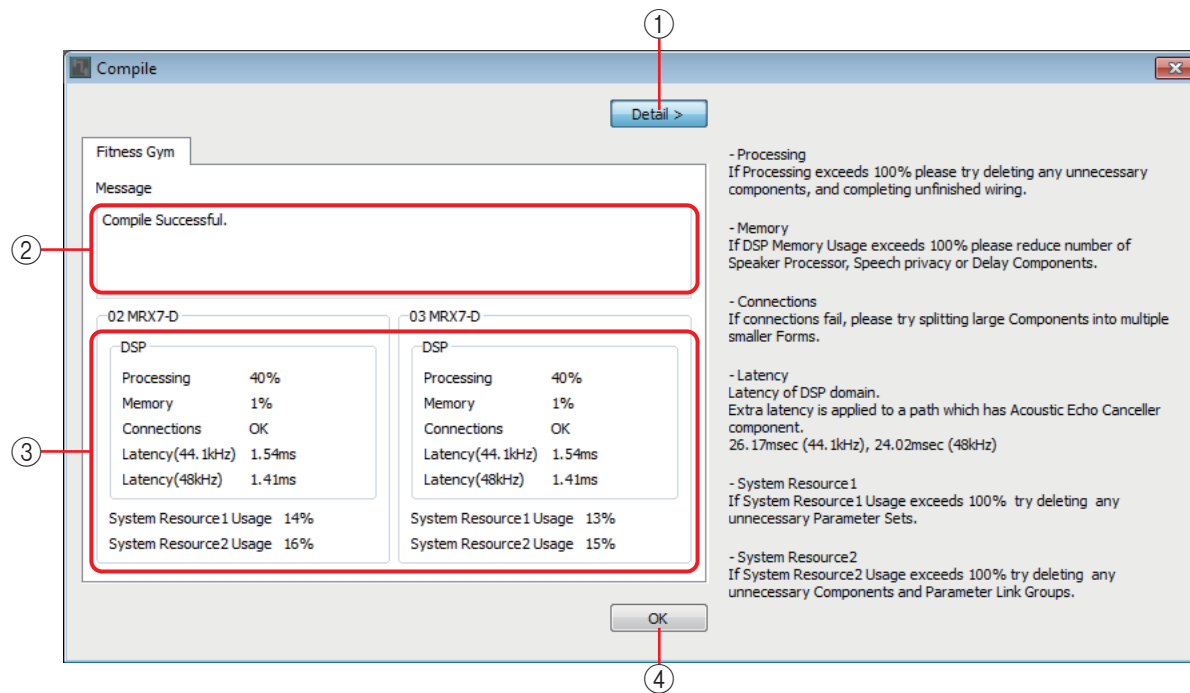 ①
Compile
Detail >
Fitness Gym
Message
②
Compile Successful.
③
02 MRX7-D
DSP
Processing 40%
Memory 1%
Connections OK
Latency(44.1kHz) 1.54ms
Latency(48kHz) 1.41ms
System Resource1 Usage 14%
System Resource2 Usage 16%
03 MRX7-D
DSP
Processing 40%
Memory 1%
Connections OK
Latency(44.1kHz) 1.54ms
Latency(48kHz) 1.41ms
System Resource1 Usage 13%
System Resource2 Usage 15%
- Processing
If Processing exceeds 100% please try deleting any unnecessary
components, and completing unfinished wiring.
- Memory
If DSP Memory Usage exceeds 100% please reduce number of
Speaker Processor, Speech privacy or Delay Components.
- Connections
If connections fail, please try splitting large Components into multiple
smaller Forms.
- Latency
Latency of DSP domain.
Extra latency is applied to a path which has Acoustic Echo Canceller
component.
26.17msec (44.1kHz), 24.02msec (48kHz)
- System Resource1
If System Resource1 Usage exceeds 100% try deleting any
unnecessary Parameter Sets.
- System Resource2
If System Resource2 Usage exceeds 100% try deleting any
unnecessary Components and Parameter Link Groups.
OK
④